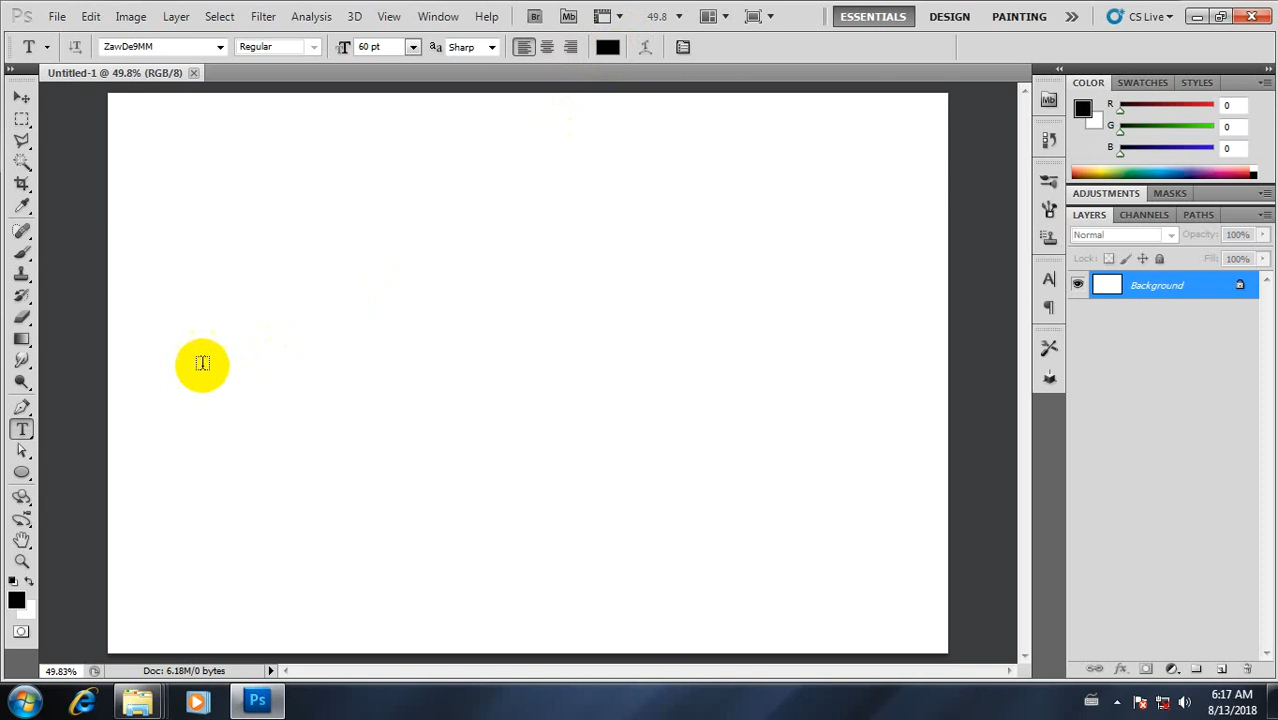 Ps File Edit Image Layer Select Filter Analysis 3D View Window Help Br Mb 49.8 ESSENTIALS DESIGN PAINTING CS Live
T ZawDe9MM Regular 60 pt Sharp
Untitled-1 @ 49.8% (RGB/8)
COLOR SWATCHES STYLES
R 0
G 0
B 0
ADJUSTMENTS MASKS
LAYERS CHANNELS PATHS
Normal Opacity: 100%
Lock: Fill: 100%
Background
49.83% Doc: 6.18M/0 bytes
Ps
6:17 AM
8/13/2018